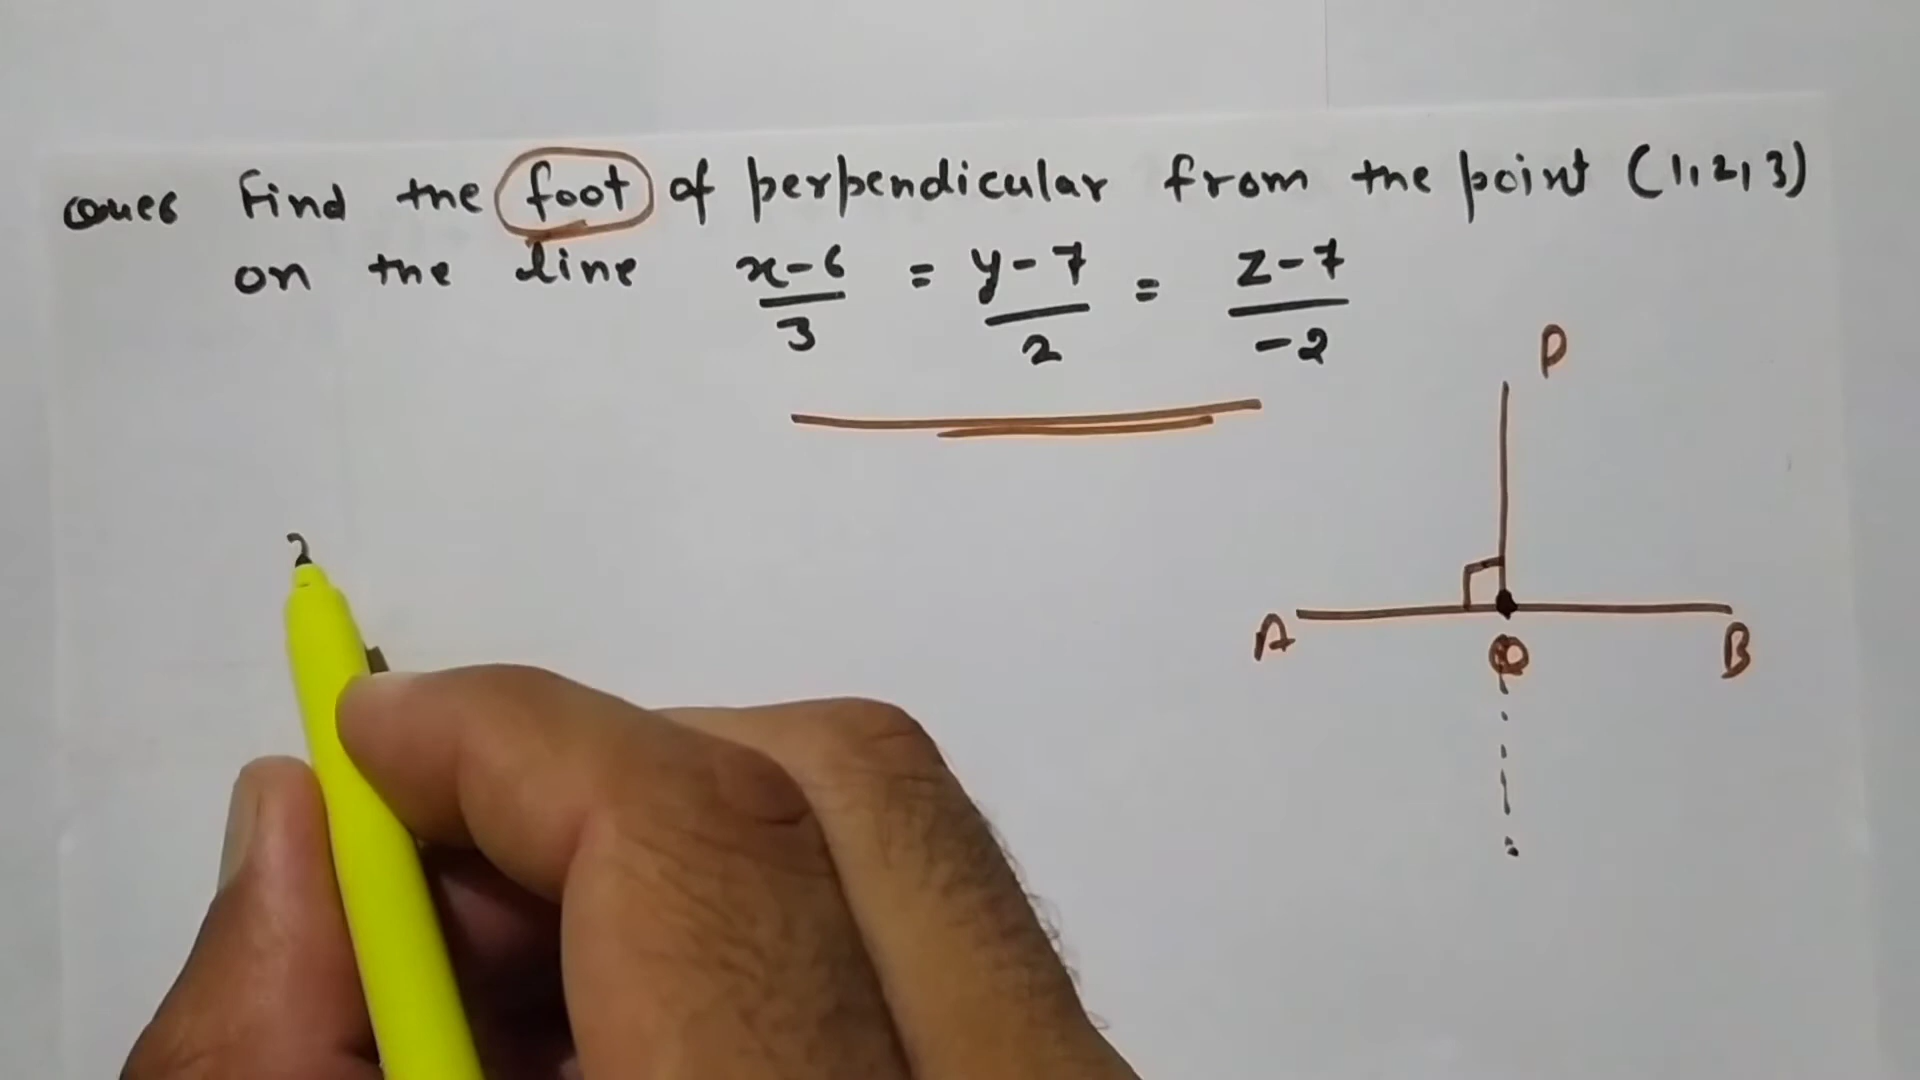 Find the foot of perpendicular from the point (1,2,3)
on the line x-6/3 = y-7/2 = z-7/-2
P
A
B